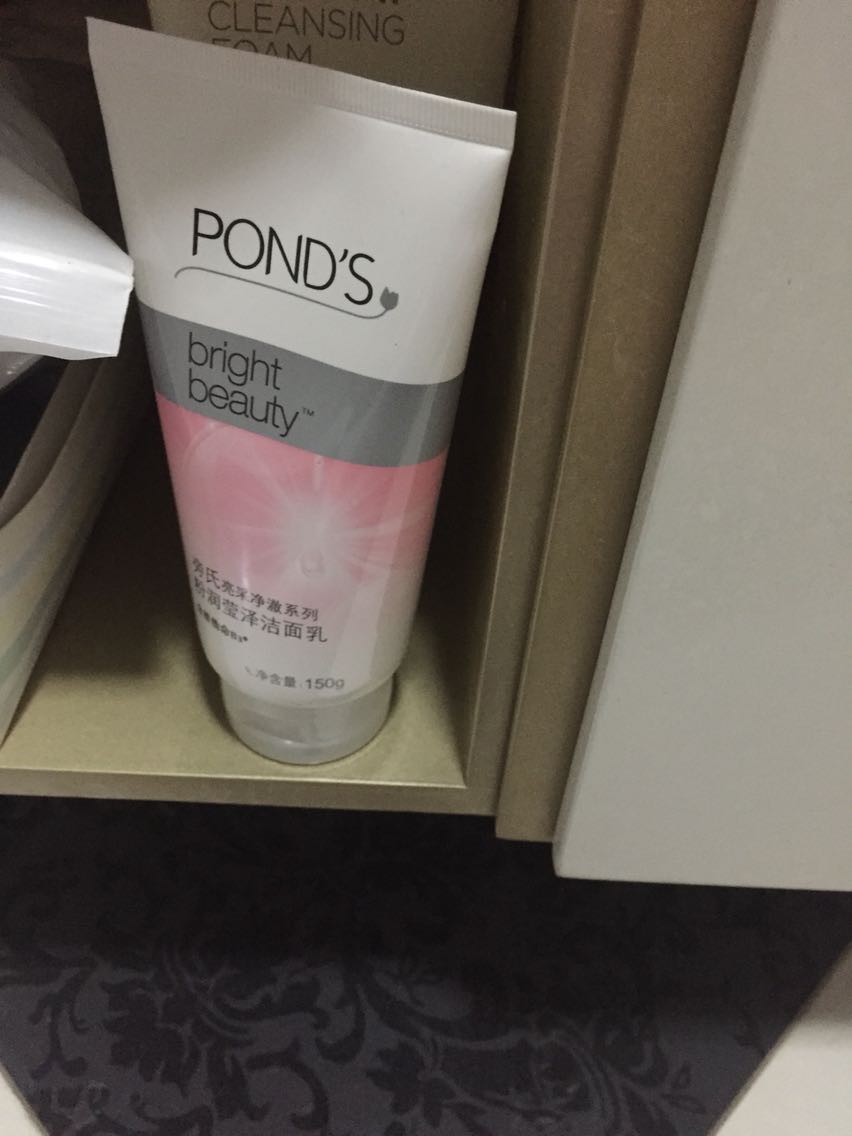 CLEANSING
FOAM
POND'S
bright
beauty™
旁氏亮采净澈系列
粉润莹泽洁面乳
净含量:150g